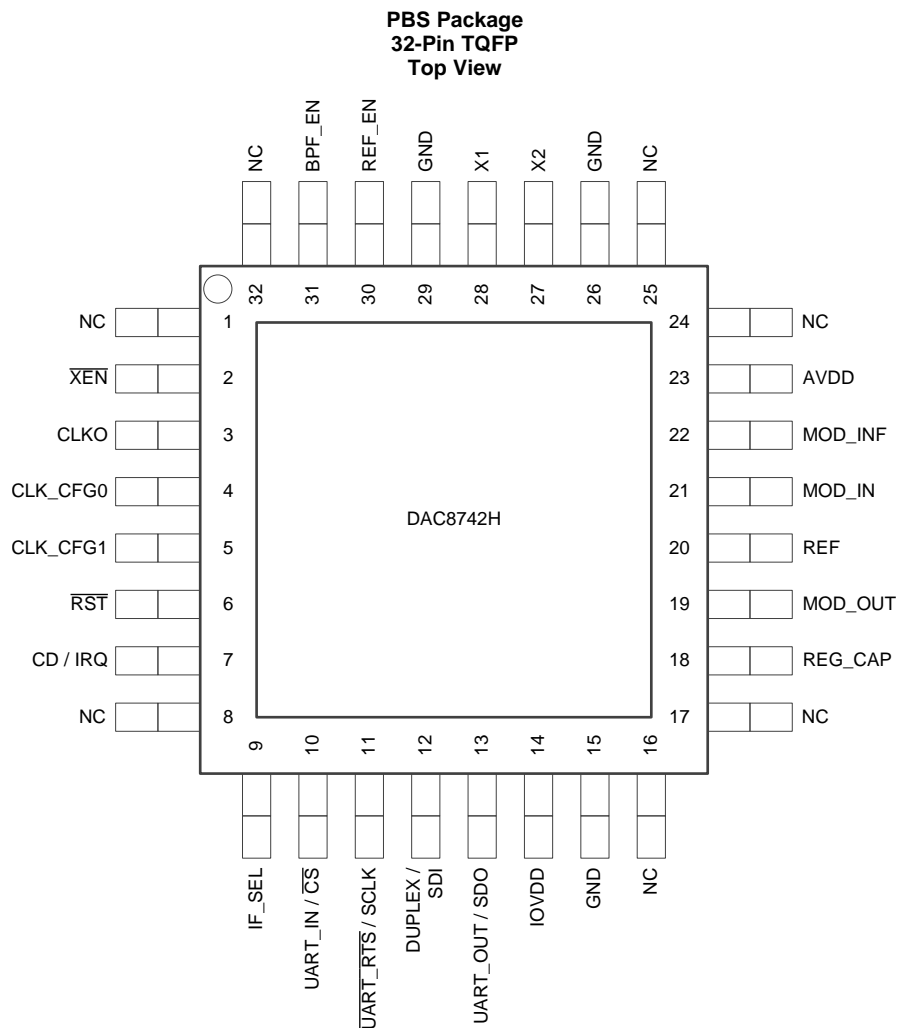 PBS Package
32-Pin TQFP
Top View
NC
BPF_EN
REF_EN
GND
X1
X2
GND
NC
32
31
30
29
28
27
26
25
NC 1
XEN 2
CLKO 3
CLK_CFG0 4
CLK_CFG1 5
RST 6
CD / IRQ 7
NC 8
24 NC
23 AVDD
22 MOD_INF
21 MOD_IN
20 REF
19 MOD_OUT
18 REG_CAP
17 NC
DAC8742H
9
10
11
12
13
14
15
16
IF_SEL
UART_IN / CS
UART_RTS / SCLK
DUPLEX /
SDI
UART_OUT / SDO
IOVDD
GND
NC